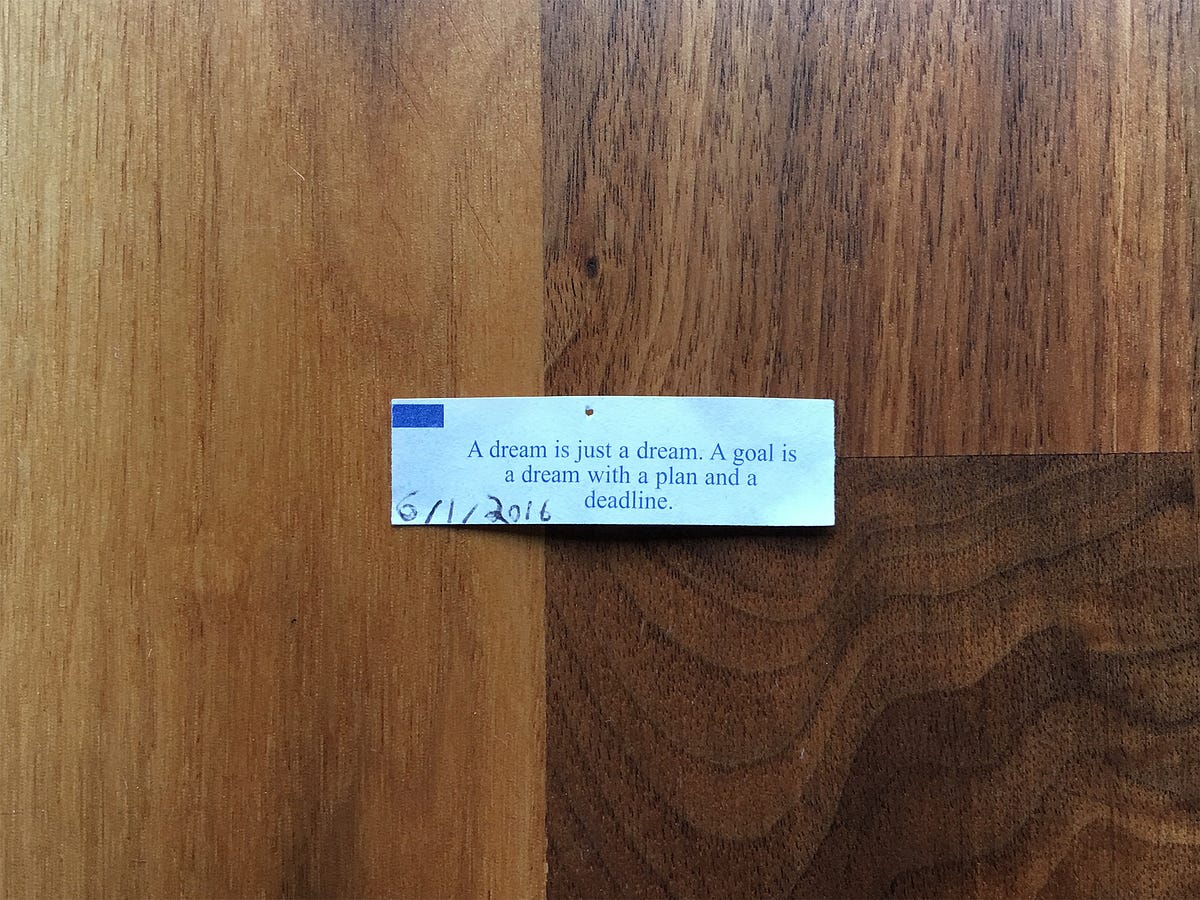 A dream is just a dream. A goal is
a dream with a plan and a
deadline.
6/1/2016